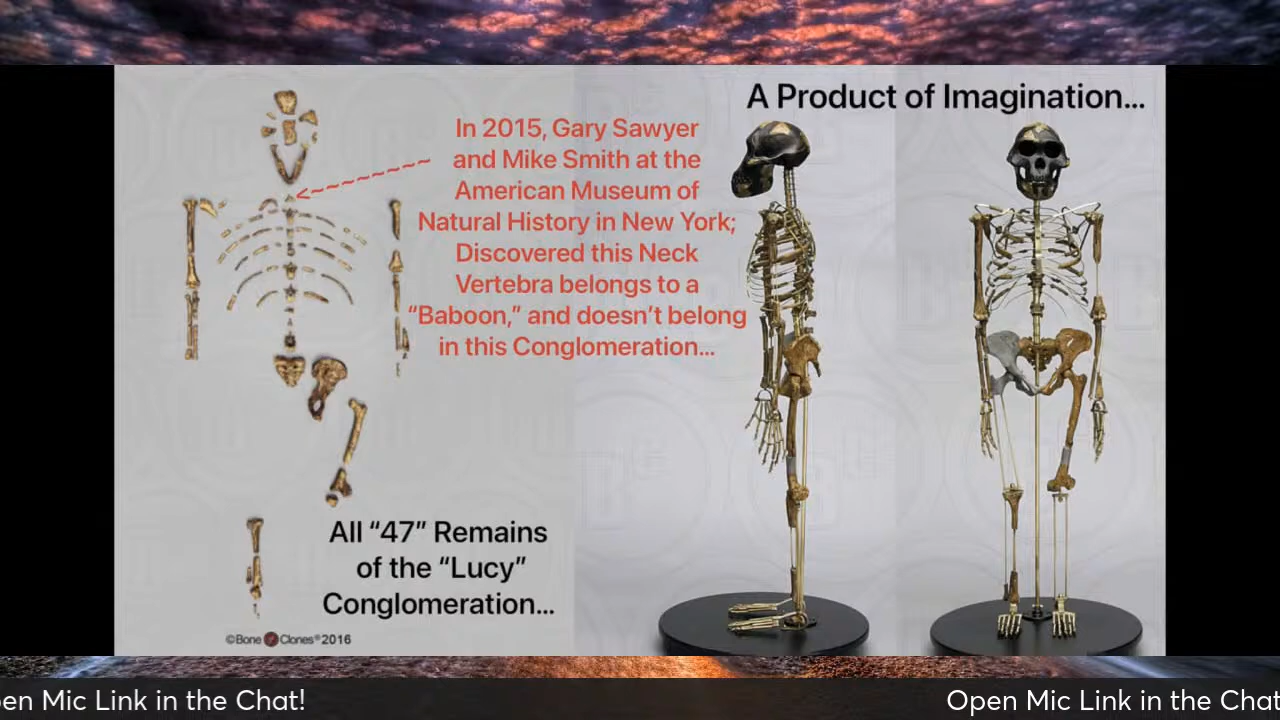 A Product of Imagination...
In 2015, Gary Sawyer
and Mike Smith at the
American Museum of
Natural History in New York;
Discovered this Neck
Vertebra belongs to a
“Baboon,” and doesn’t belong
in this Conglomeration...
All “47” Remains
of the “Lucy”
Conglomeration...
©Bone Clones® 2016
en Mic Link in the Chat!
Open Mic Link in the Chat